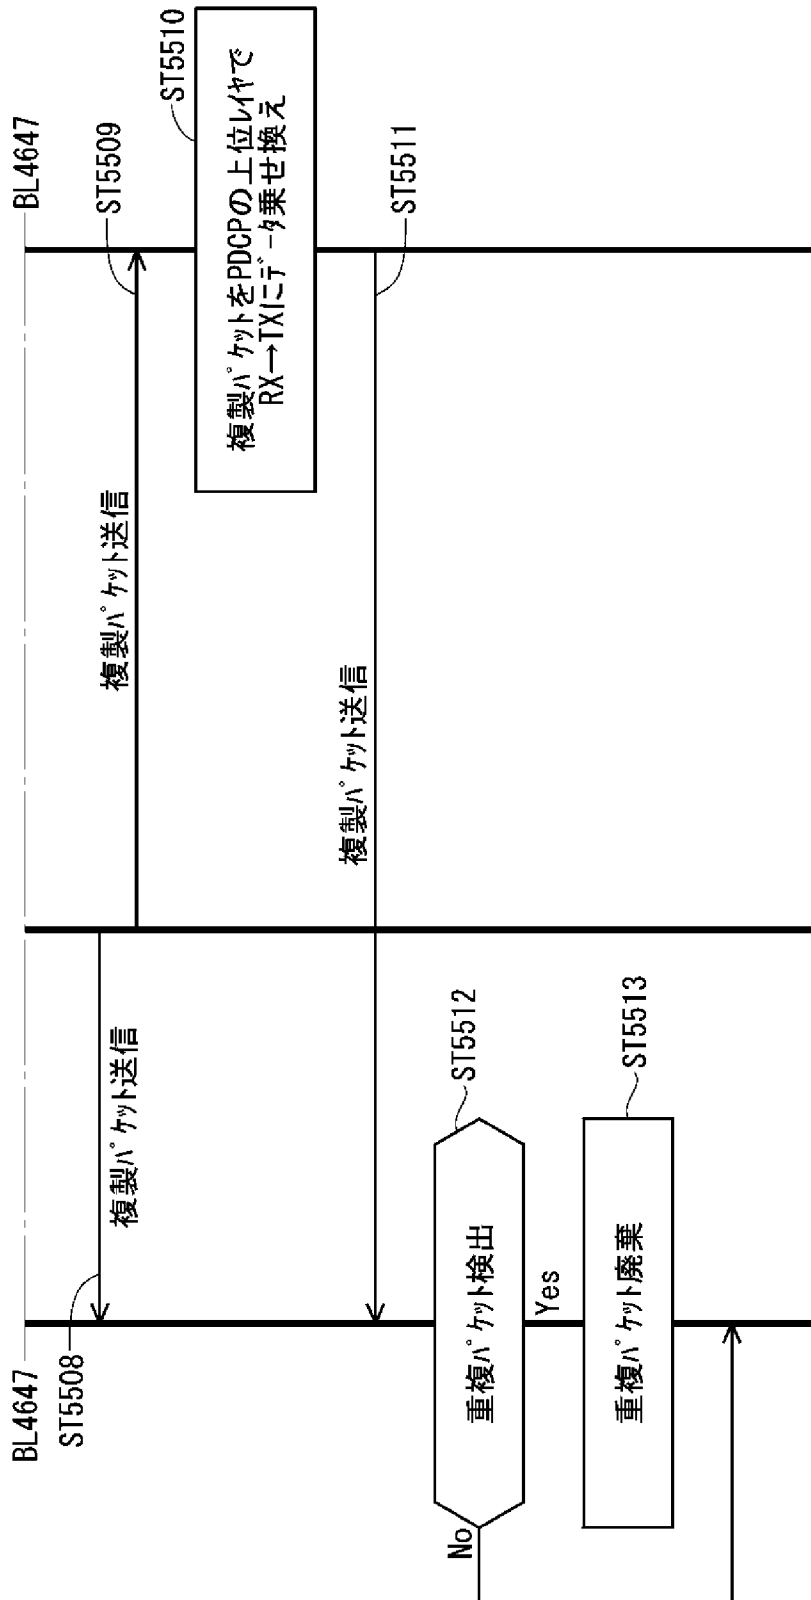 BL4647
BL4647
ST5508
複製パケット送信
複製パケット送信
ST5509
ST5510
複製パケットをPDCPの上位レイヤで
RX→TXにデータ乗せ換え
複製パケット送信
ST5511
重複パケット検出
ST5512
No
Yes
重複パケット廃棄
ST5513